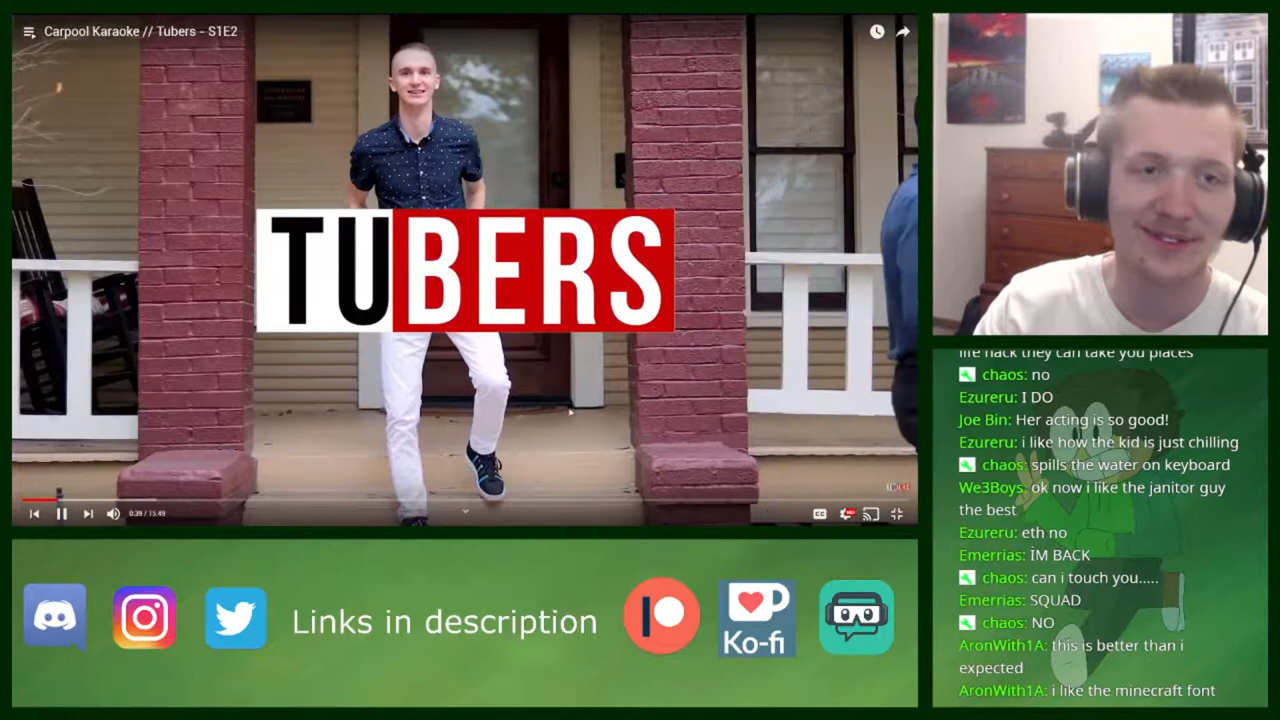 Carpool Karaoke // Tubers - S1E2
TUBERS
TUBERS
0:39 / 15:49
CC
Links in description
Ko-fi
life hack they can take you places
chaos: no
Ezureru: I DO
Joe Bin: Her acting is so good!
Ezureru: i like how the kid is just chilling
chaos: spills the water on keyboard
We3Boys: ok now i like the janitor guy
the best
Ezureru: eth no
Emerrias: İM BACK
chaos: can i touch you.....
Emerrias: SQUAD
chaos: NO
AronWith1A: this is better than i
expected
AronWith1A: i like the minecraft font